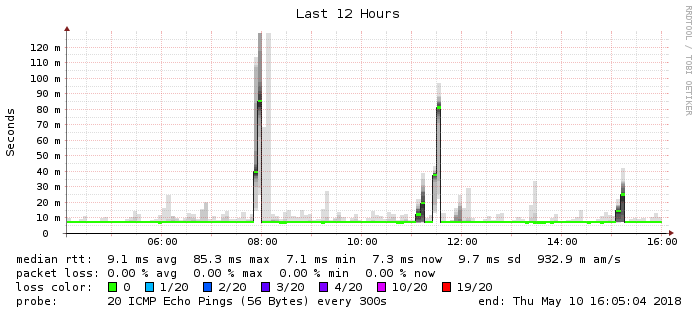 Last 12 Hours
RRDTOOL / TOBI OETIKER
Seconds
120 m
110 m
100 m
90 m
80 m
70 m
60 m
50 m
40 m
30 m
20 m
10 m
0
06:00 08:00 10:00 12:00 14:00 16:00
median rtt: 9.1 ms avg 85.3 ms max 7.1 ms min 7.3 ms now 9.7 ms sd 932.9 m am/s
packet loss: 0.00 % avg 0.00 % max 0.00 % min 0.00 % now
loss color: 0 1/20 2/20 3/20 4/20 10/20 19/20
probe: 20 ICMP Echo Pings (56 Bytes) every 300s end: Thu May 10 16:05:04 2018